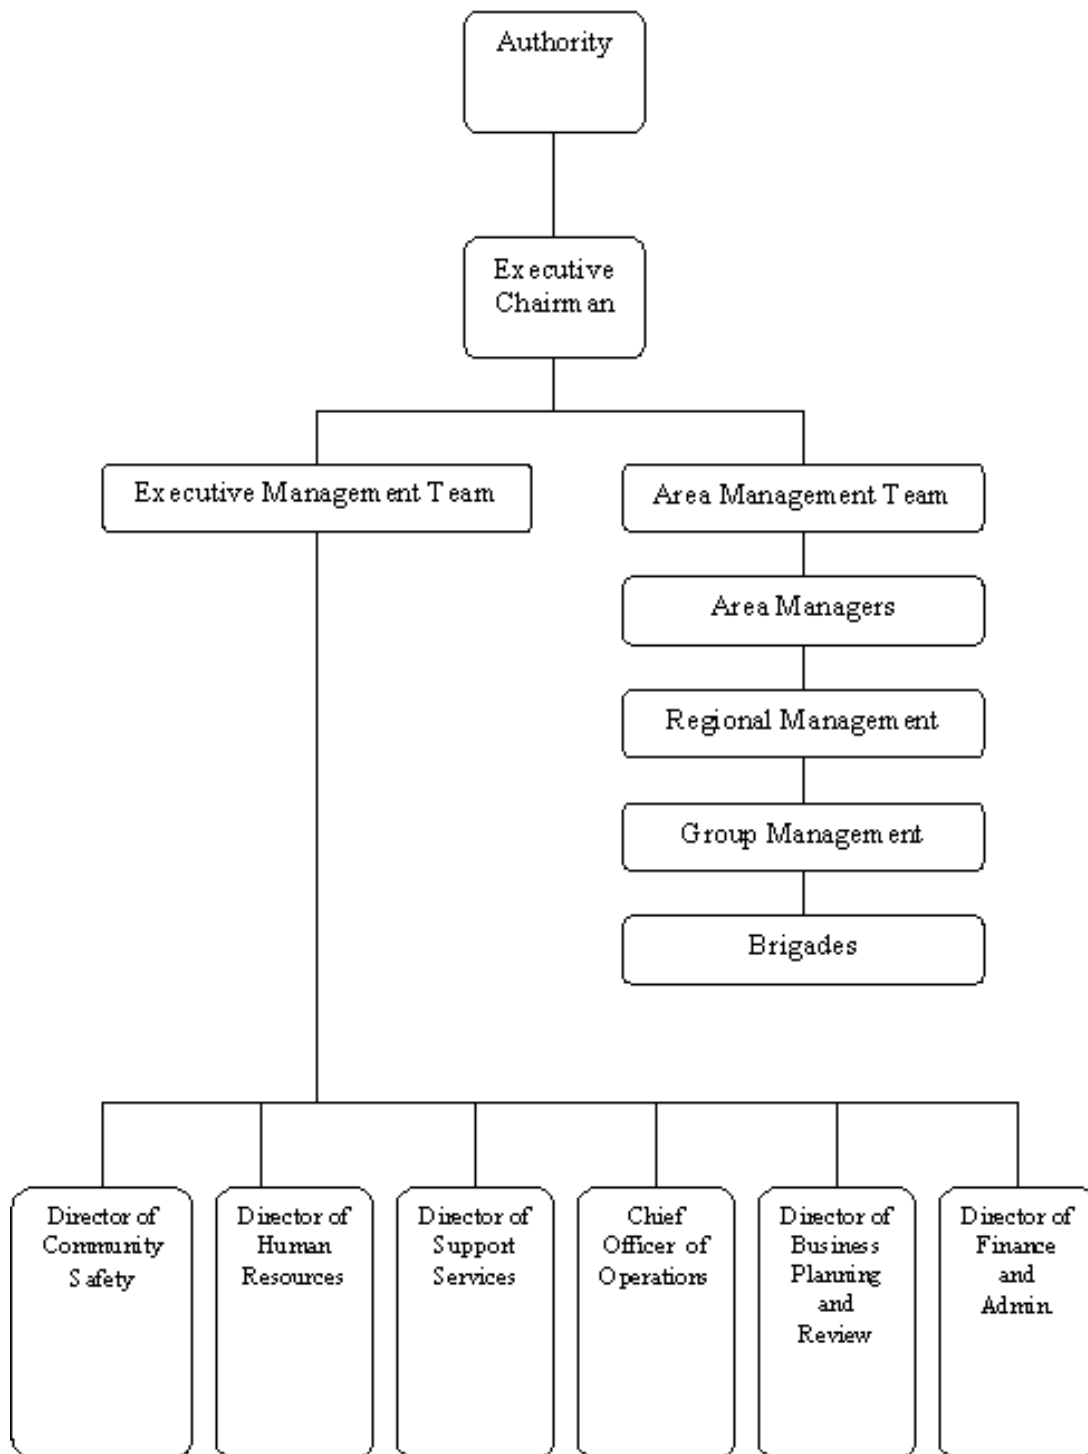 Authority
Executive
Chairman
Executive Management Team
Area Management Team
Area Managers
Regional Management
Group Management
Brigades
Director of
Community
Safety
Director of
Human
Resources
Director of
Support
Services
Chief
Officer of
Operations
Director of
Business
Planning
and
Review
Director of
Finance
and
Admin.